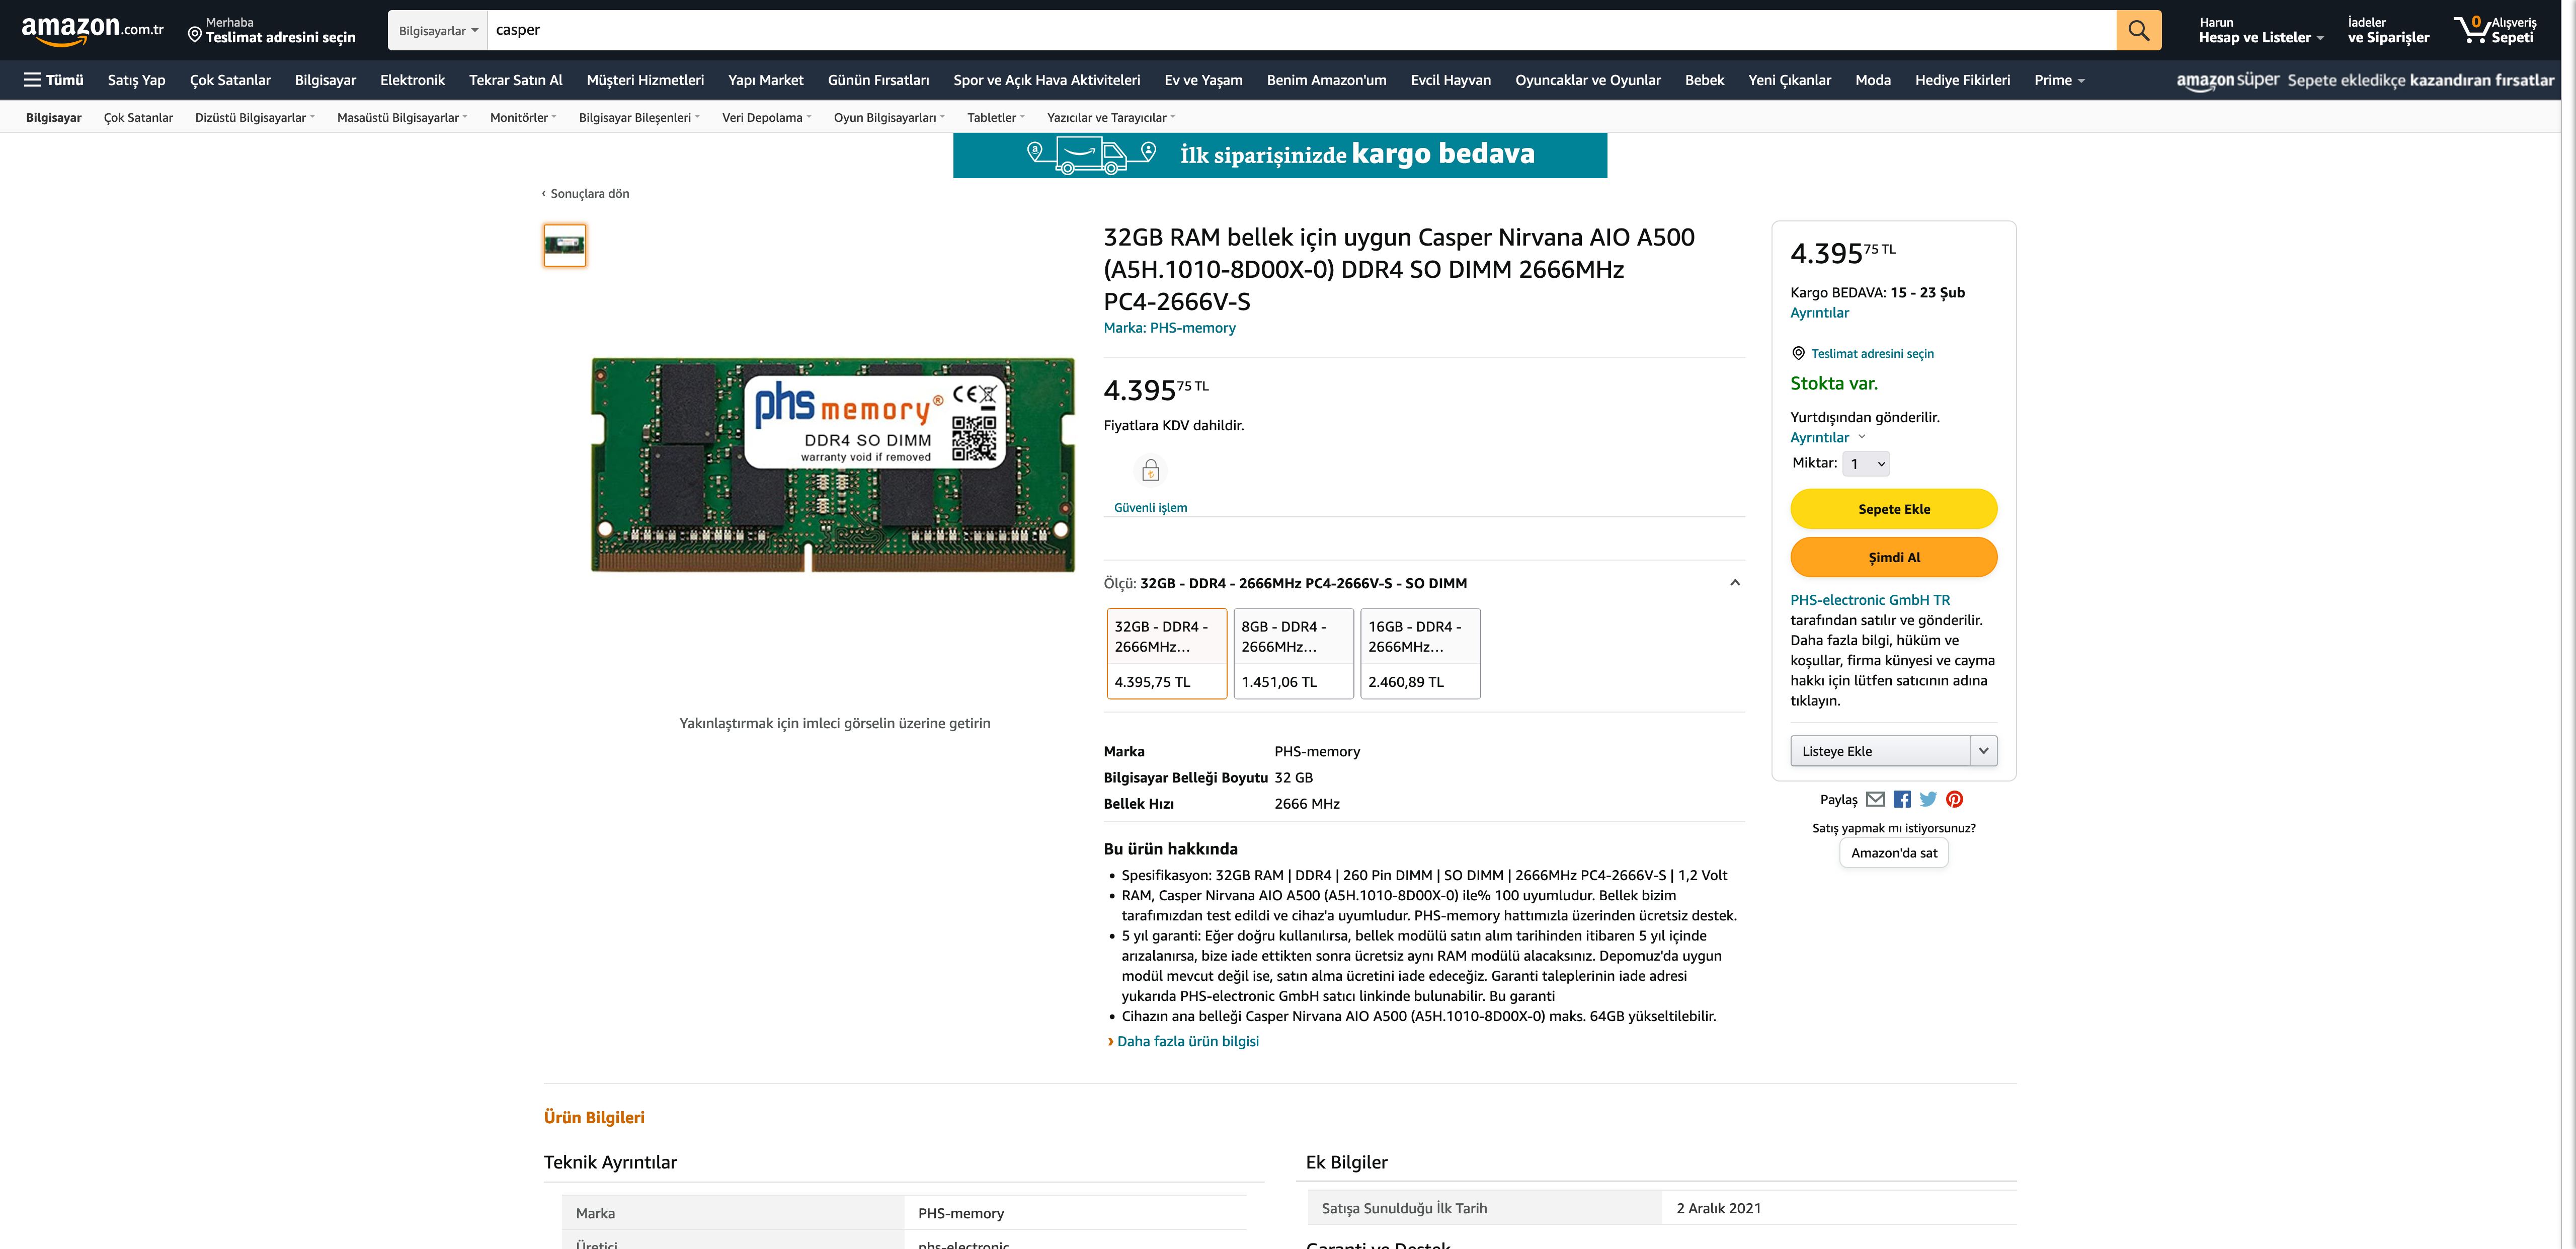 amazon.com.tr
Merhaba
Teslimat adresini seçin
Bilgisayarlar
casper
Harun
Hesap ve Listeler
İadeler
ve Siparişler
0
Alışveriş
Sepeti
Tümü
Satış Yap
Çok Satanlar
Bilgisayar
Elektronik
Tekrar Satın Al
Müşteri Hizmetleri
Yapı Market
Günün Fırsatları
Spor ve Açık Hava Aktiviteleri
Ev ve Yaşam
Benim Amazon'um
Evcil Hayvan
Oyuncaklar ve Oyunlar
Bebek
Yeni Çıkanlar
Moda
Hediye Fikirleri
Prime
amazon süper Sepete ekledikçe kazandıran fırsatlar
Bilgisayar
Çok Satanlar
Dizüstü Bilgisayarlar
Masaüstü Bilgisayarlar
Monitörler
Bilgisayar Bileşenleri
Veri Depolama
Oyun Bilgisayarları
Tabletler
Yazıcılar ve Tarayıcılar
İlk siparişinizde kargo bedava
‹ Sonuçlara dön
phs memory®
DDR4 SO DIMM
warranty void if removed
Yakınlaştırmak için imleci görselin üzerine getirin
32GB RAM bellek için uygun Casper Nirvana AIO A500
(A5H.1010-8D00X-0) DDR4 SO DIMM 2666MHz
PC4-2666V-S
Marka: PHS-memory
4.395 75 TL
Fiyatlara KDV dahildir.
Güvenli işlem
Ölçü: 32GB - DDR4 - 2666MHz PC4-2666V-S - SO DIMM
32GB - DDR4 -
2666MHz…
4.395,75 TL
8GB - DDR4 -
2666MHz…
1.451,06 TL
16GB - DDR4 -
2666MHz…
2.460,89 TL
Marka PHS-memory
Bilgisayar Belleği Boyutu 32 GB
Bellek Hızı 2666 MHz
Bu ürün hakkında
• Spesifikasyon: 32GB RAM | DDR4 | 260 Pin DIMM | SO DIMM | 2666MHz PC4-2666V-S | 1,2 Volt
• RAM, Casper Nirvana AIO A500 (A5H.1010-8D00X-0) ile% 100 uyumludur. Bellek bizim
tarafımızdan test edildi ve cihaz'a uyumludur. PHS-memory hattımızla üzerinden ücretsiz destek.
• 5 yıl garanti: Eğer doğru kullanılırsa, bellek modülü satın alım tarihinden itibaren 5 yıl içinde
arızalanırsa, bize iade ettikten sonra ücretsiz aynı RAM modülü alacaksınız. Depomuz'da uygun
modül mevcut değil ise, satın alma ücretini iade edeceğiz. Garanti taleplerinin iade adresi
yukarıda PHS-electronic GmbH satıcı linkinde bulunabilir. Bu garanti
• Cihazın ana belleği Casper Nirvana AIO A500 (A5H.1010-8D00X-0) maks. 64GB yükseltilebilir.
› Daha fazla ürün bilgisi
4.395 75 TL
Kargo BEDAVA: 15 - 23 Şub
Ayrıntılar
Teslimat adresini seçin
Stokta var.
Yurtdışından gönderilir.
Ayrıntılar
Miktar: 1
Sepete Ekle
Şimdi Al
PHS-electronic GmbH TR
tarafından satılır ve gönderilir.
Daha fazla bilgi, hüküm ve
koşullar, firma künyesi ve cayma
hakkı için lütfen satıcının adına
tıklayın.
Listeye Ekle
Paylaş
Satış yapmak mı istiyorsunuz?
Amazon'da sat
Ürün Bilgileri
Teknik Ayrıntılar
Marka PHS-memory
Üretici phs-electronic
Ek Bilgiler
Satışa Sunulduğu İlk Tarih 2 Aralık 2021
Garanti ve Destek